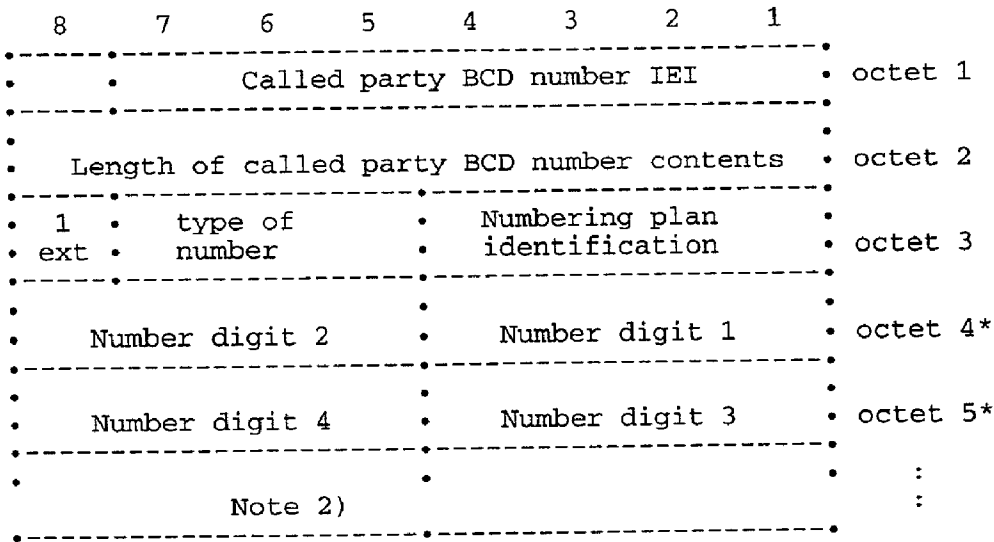 8 7 6 5 4 3 2 1
Called party BCD number IEI octet 1
Length of called party BCD number contents octet 2
1 type of Numbering plan
ext number identification octet 3
Number digit 2 Number digit 1 octet 4*
Number digit 4 Number digit 3 octet 5*
Note 2) :
: